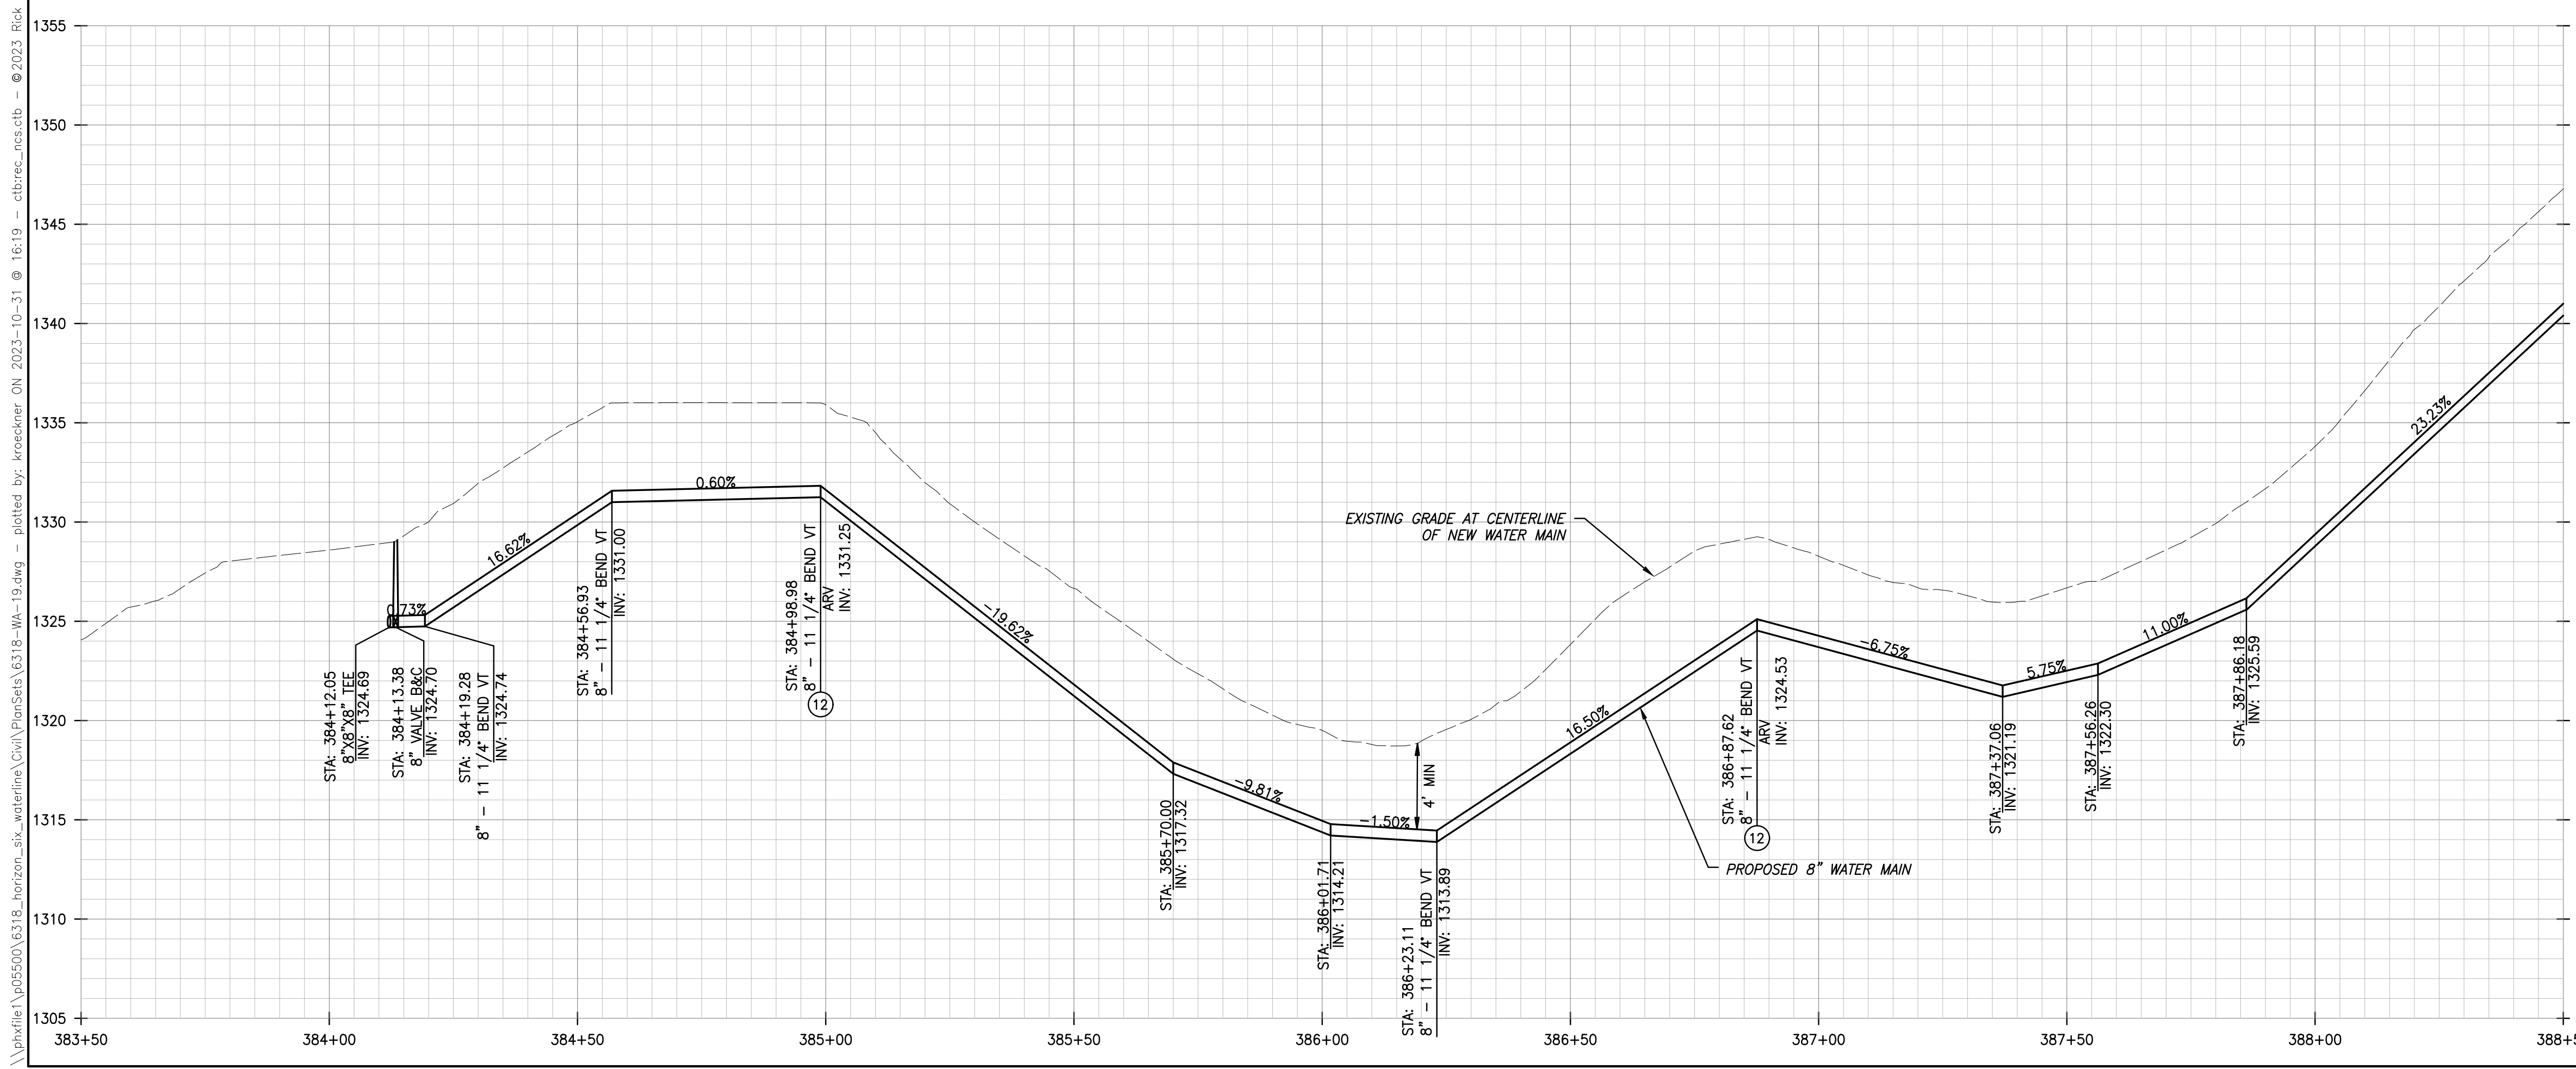 \\phxfile1\p05500\6318_horizon_six_waterline\Civil\PlanSets\6318-WA-19.dwg - plotted by: kroeckner ON 2023-10-31 @ 16:19 - ctb:rec_ncs.ctb - ©2023 Rick
1355
1350
1345
1340
1335
1330
1325
1320
1315
1310
1305
0.73%
16.62%
0.60%
-19.62%
-9.81%
-1.50%
16.50%
-6.75%
5.75%
11.00%
23.23%
STA: 384+12.05
8"X8"X8" TEE
INV: 1324.69
STA: 384+13.38
8" VALVE B&C
INV: 1324.70
STA: 384+19.28
8" - 11 1/4° BEND VT
INV: 1324.74
STA: 384+56.93
8" - 11 1/4° BEND VT
INV: 1331.00
STA: 384+98.98
8" - 11 1/4° BEND VT
ARV
INV: 1331.25
12
STA: 385+70.00
INV: 1317.32
STA: 386+01.71
INV: 1314.21
STA: 386+23.11
8" - 11 1/4° BEND VT
INV: 1313.89
4' MIN
EXISTING GRADE AT CENTERLINE
OF NEW WATER MAIN
PROPOSED 8" WATER MAIN
STA: 386+87.62
8" - 11 1/4° BEND VT
ARV
INV: 1324.53
12
STA: 387+37.06
INV: 1321.19
STA: 387+56.26
INV: 1322.30
STA: 387+86.18
INV: 1325.59
383+50
384+00
384+50
385+00
385+50
386+00
386+50
387+00
387+50
388+00
388+5